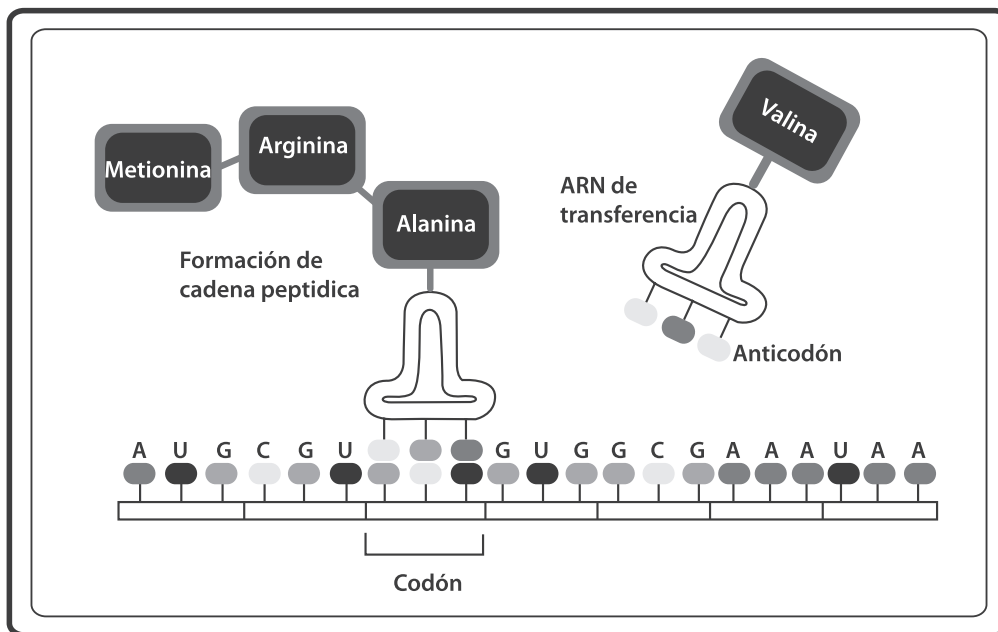 Metionina
Arginina
Alanina
Valina
ARN de
transferencia
Formación de
cadena peptidica
Anticodón
A U G C G U G U G G C G A A A U A A
Codón